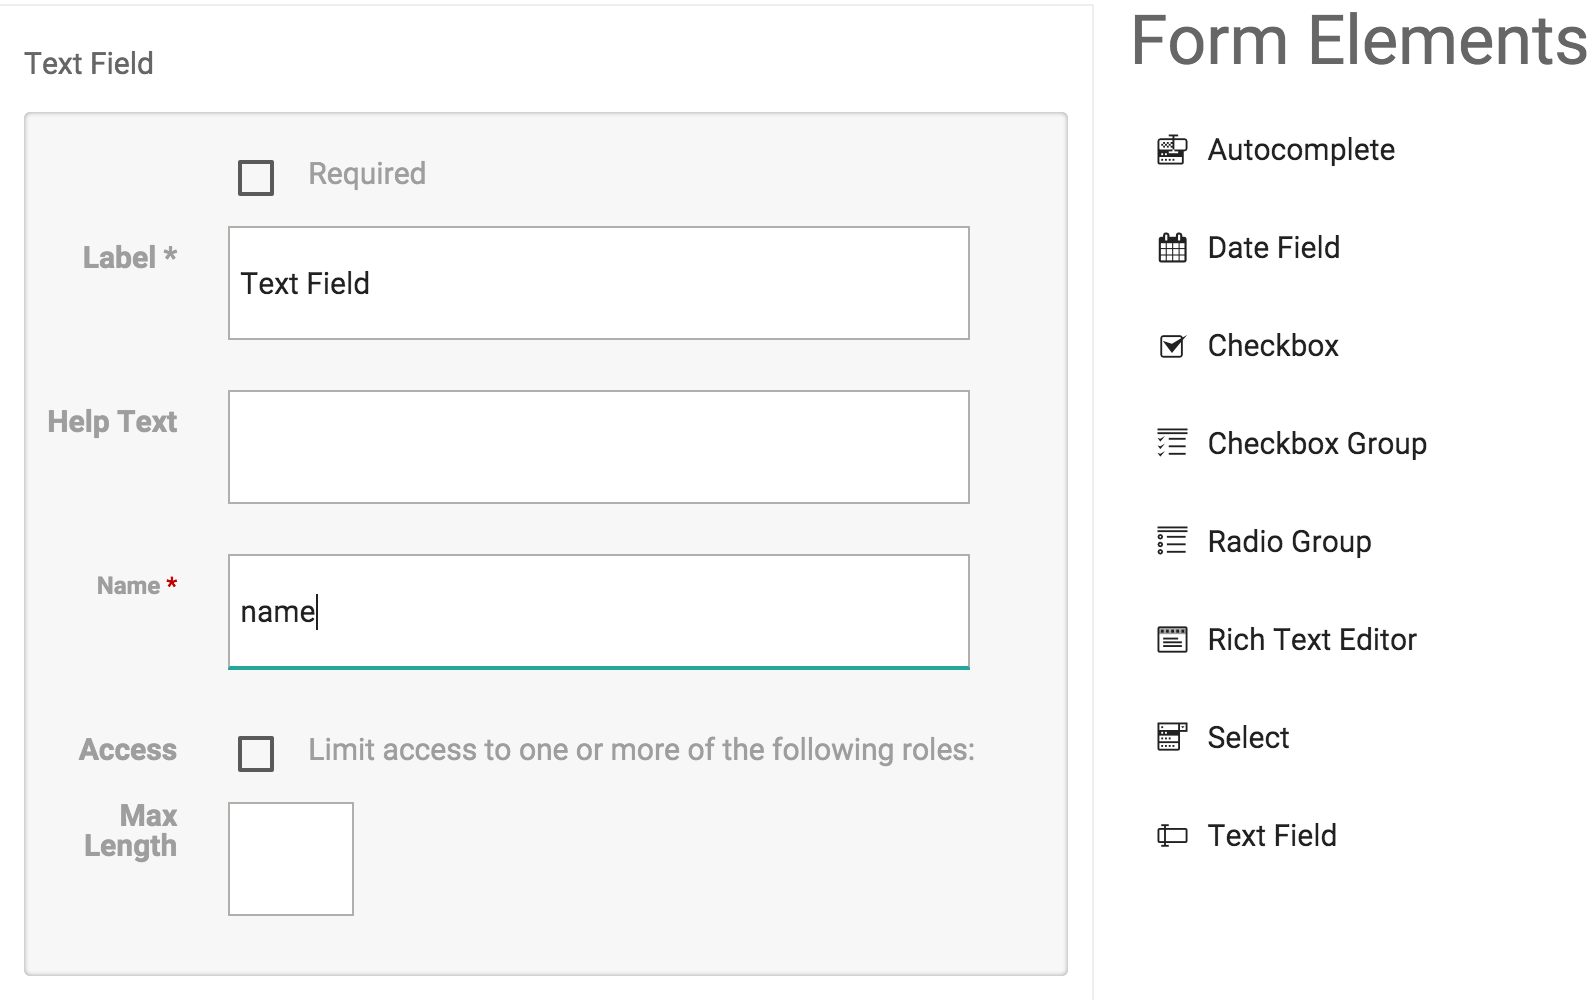 Text Field
Required
Label *
Text Field
Help Text
Name *
name
Access
Limit access to one or more of the following roles:
Max
Length
Form Elements
Autocomplete
Date Field
Checkbox
Checkbox Group
Radio Group
Rich Text Editor
Select
Text Field